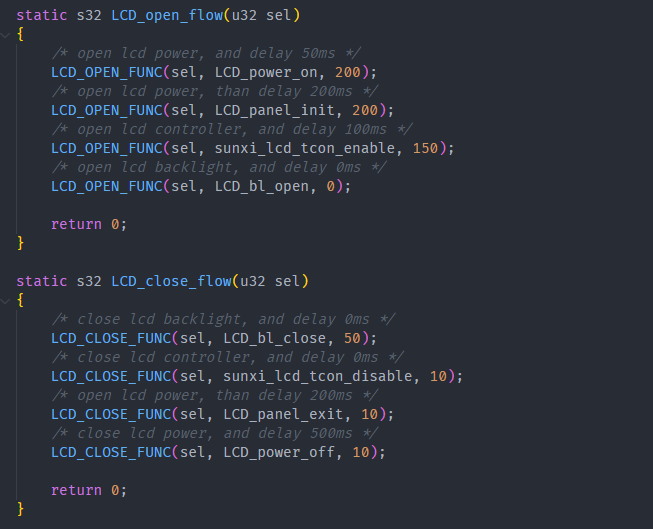 static s32 LCD_open_flow(u32 sel)
{
    /* open lcd power, and delay 50ms */
    LCD_OPEN_FUNC(sel, LCD_power_on, 200);
    /* open lcd power, than delay 200ms */
    LCD_OPEN_FUNC(sel, LCD_panel_init, 200);
    /* open lcd controller, and delay 100ms */
    LCD_OPEN_FUNC(sel, sunxi_lcd_tcon_enable, 150);
    /* open lcd backlight, and delay 0ms */
    LCD_OPEN_FUNC(sel, LCD_bl_open, 0);

    return 0;
}

static s32 LCD_close_flow(u32 sel)
{
    /* close lcd backlight, and delay 0ms */
    LCD_CLOSE_FUNC(sel, LCD_bl_close, 50);
    /* close lcd controller, and delay 0ms */
    LCD_CLOSE_FUNC(sel, sunxi_lcd_tcon_disable, 10);
    /* open lcd power, than delay 200ms */
    LCD_CLOSE_FUNC(sel, LCD_panel_exit, 10);
    /* close lcd power, and delay 500ms */
    LCD_CLOSE_FUNC(sel, LCD_power_off, 10);

    return 0;
}